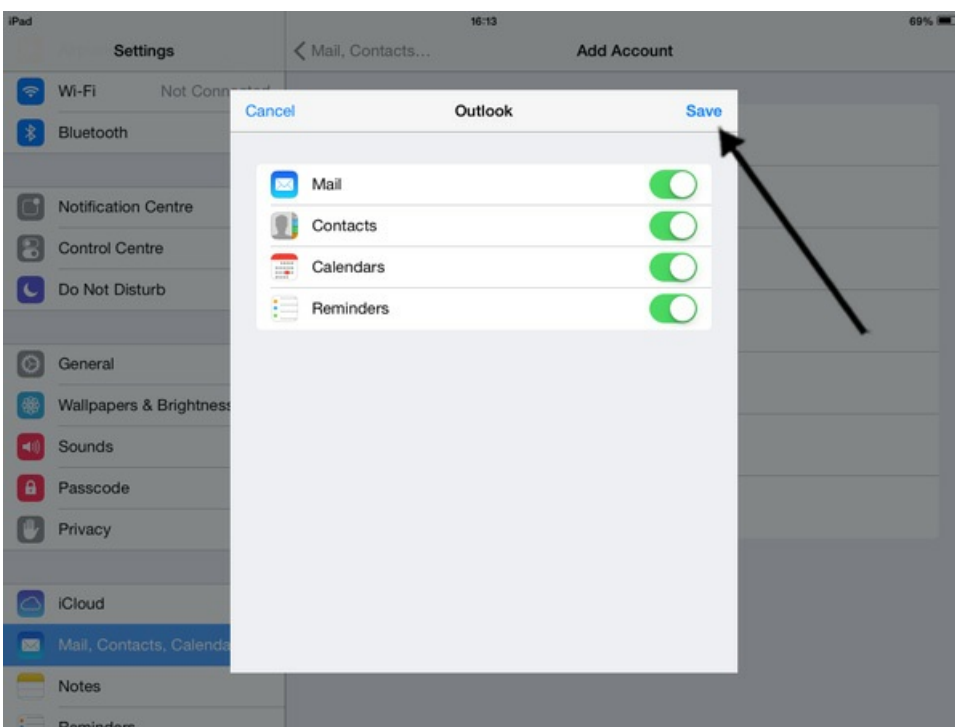 iPad 16:13 69%
Settings
Mail, Contacts...
Add Account
Wi-Fi Not Conn
Bluetooth
Notification Centre
Control Centre
Do Not Disturb
General
Wallpapers & Brightness
Sounds
Passcode
Privacy
iCloud
Mail, Contacts, Calenda
Notes
Reminders
Cancel Outlook Save
Mail
Contacts
Calendars
Reminders